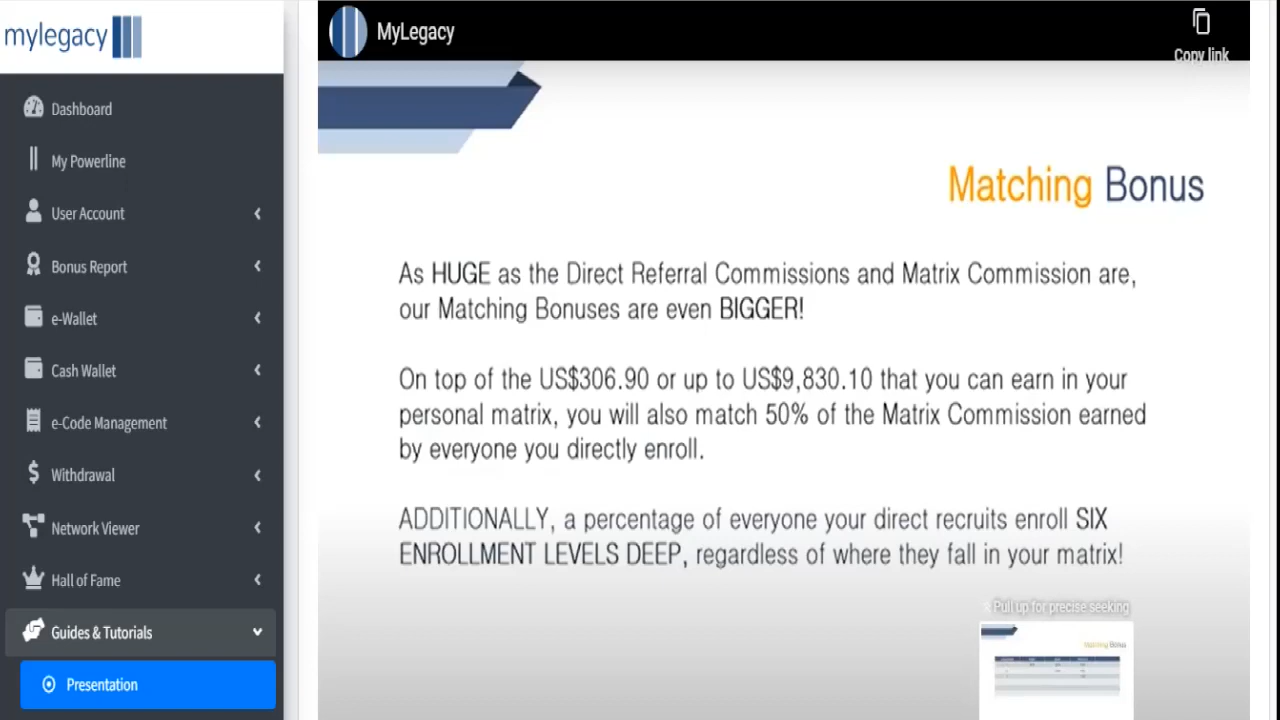 mylegacy
Dashboard
My Powerline
User Account
Bonus Report
e-Wallet
Cash Wallet
e-Code Management
Withdrawal
Network Viewer
Hall of Fame
Guides & Tutorials
Presentation
MyLegacy
Copy link
Matching Bonus
As HUGE as the Direct Referral Commissions and Matrix Commission are,
our Matching Bonuses are even BIGGER!
On top of the US$306.90 or up to US$9,830.10 that you can earn in your
personal matrix, you will also match 50% of the Matrix Commission earned
by everyone you directly enroll.
ADDITIONALLY, a percentage of everyone your direct recruits enroll SIX
ENROLLMENT LEVELS DEEP, regardless of where they fall in your matrix!
Pull up for precise seeking
Matching Bonus